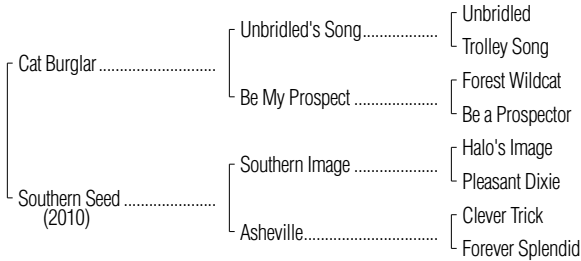 Unbridled
Unbridled's Song..................
Trolley Song
Cat Burglar............................
Forest Wildcat
Be My Prospect ....................
Be a Prospector
Halo's Image
Southern Image ....................
Pleasant Dixie
Southern Seed ......................
(2010)
Clever Trick
Asheville................................
Forever Splendid